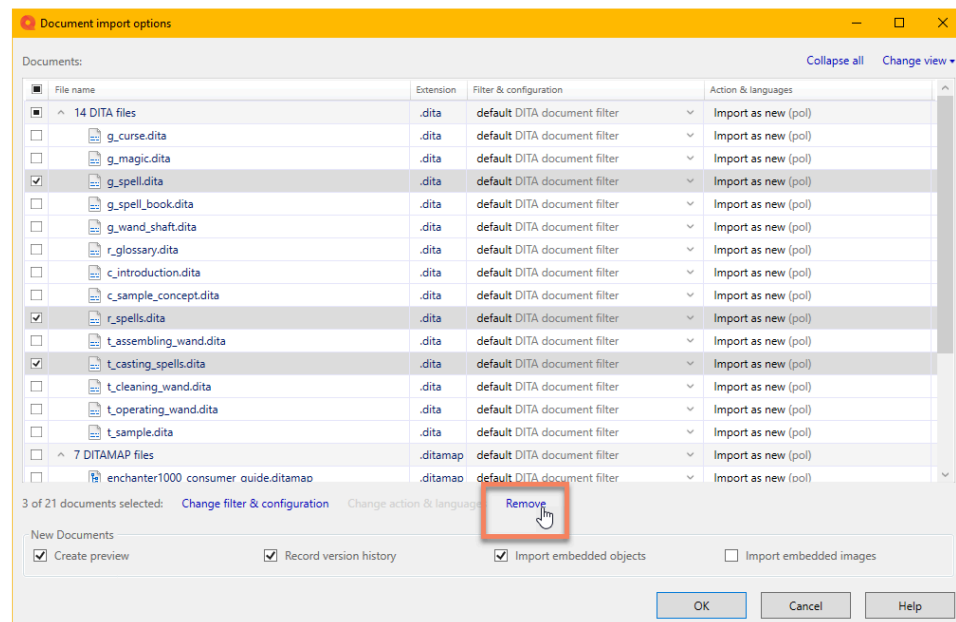 Document import options
Documents: Collapse all Change view
File name Extension Filter & configuration Action & languages
14 DITA files .dita default DITA document filter Import as new (pol)
g_curse.dita .dita default DITA document filter Import as new (pol)
g_magic.dita .dita default DITA document filter Import as new (pol)
g_spell.dita .dita default DITA document filter Import as new (pol)
g_spell_book.dita .dita default DITA document filter Import as new (pol)
g_wand_shaft.dita .dita default DITA document filter Import as new (pol)
r_glossary.dita .dita default DITA document filter Import as new (pol)
c_introduction.dita .dita default DITA document filter Import as new (pol)
c_sample_concept.dita .dita default DITA document filter Import as new (pol)
r_spells.dita .dita default DITA document filter Import as new (pol)
t_assembling_wand.dita .dita default DITA document filter Import as new (pol)
t_casting_spells.dita .dita default DITA document filter Import as new (pol)
t_cleaning_wand.dita .dita default DITA document filter Import as new (pol)
t_operating_wand.dita .dita default DITA document filter Import as new (pol)
t_sample.dita .dita default DITA document filter Import as new (pol)
7 DITAMAP files .ditamap default DITA document filter Import as new (pol)
enchanter1000_consumer_guide.ditamap .ditamap default DITA document filter Import as new (pol)
3 of 21 documents selected: Change filter & configuration Change action & language Remove
New Documents
Create preview Record version history Import embedded objects Import embedded images
OK Cancel Help